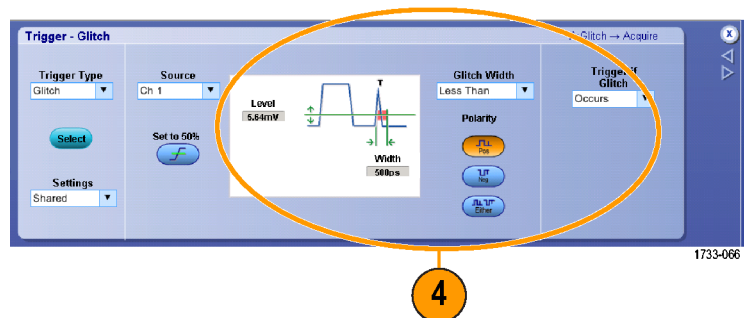 Trigger - Glitch
A: Glitch → Acquire
x
Trigger Type
Glitch
Select
Settings
Shared
Source
Ch 1
Set to 50%
Level
5.64mV
T
Width
500ps
Glitch Width
Less Than
Polarity
Pos
Neg
Either
Trigger if
Glitch
Occurs
1733-066
4